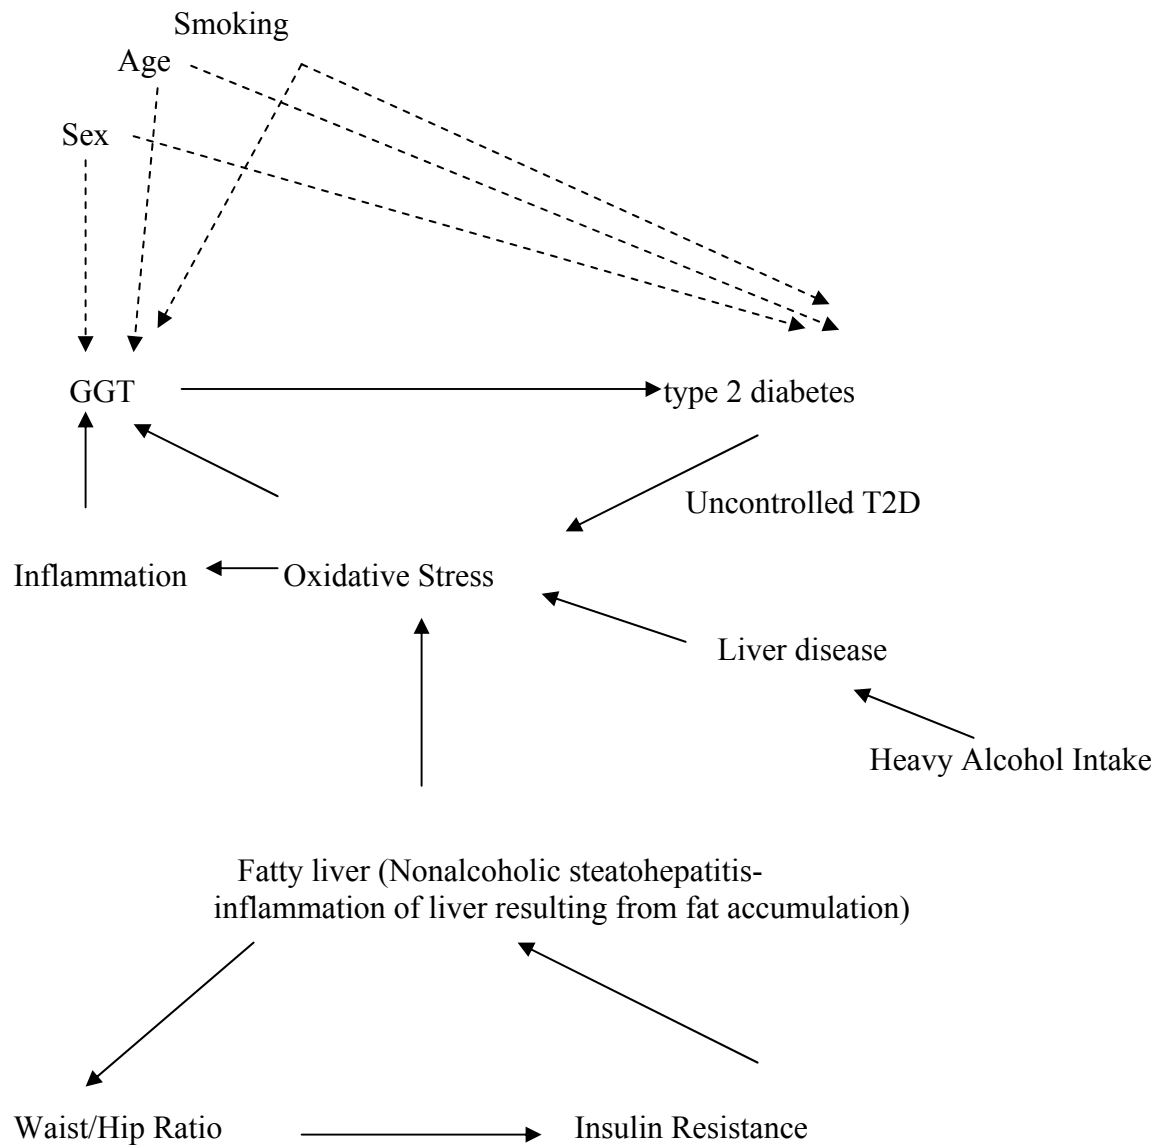 Smoking
Age
Sex
GGT
type 2 diabetes
Uncontrolled T2D
Inflammation
Oxidative Stress
Liver disease
Heavy Alcohol Intake
Fatty liver (Nonalcoholic steatohepatitis-
inflammation of liver resulting from fat accumulation)
Waist/Hip Ratio
Insulin Resistance